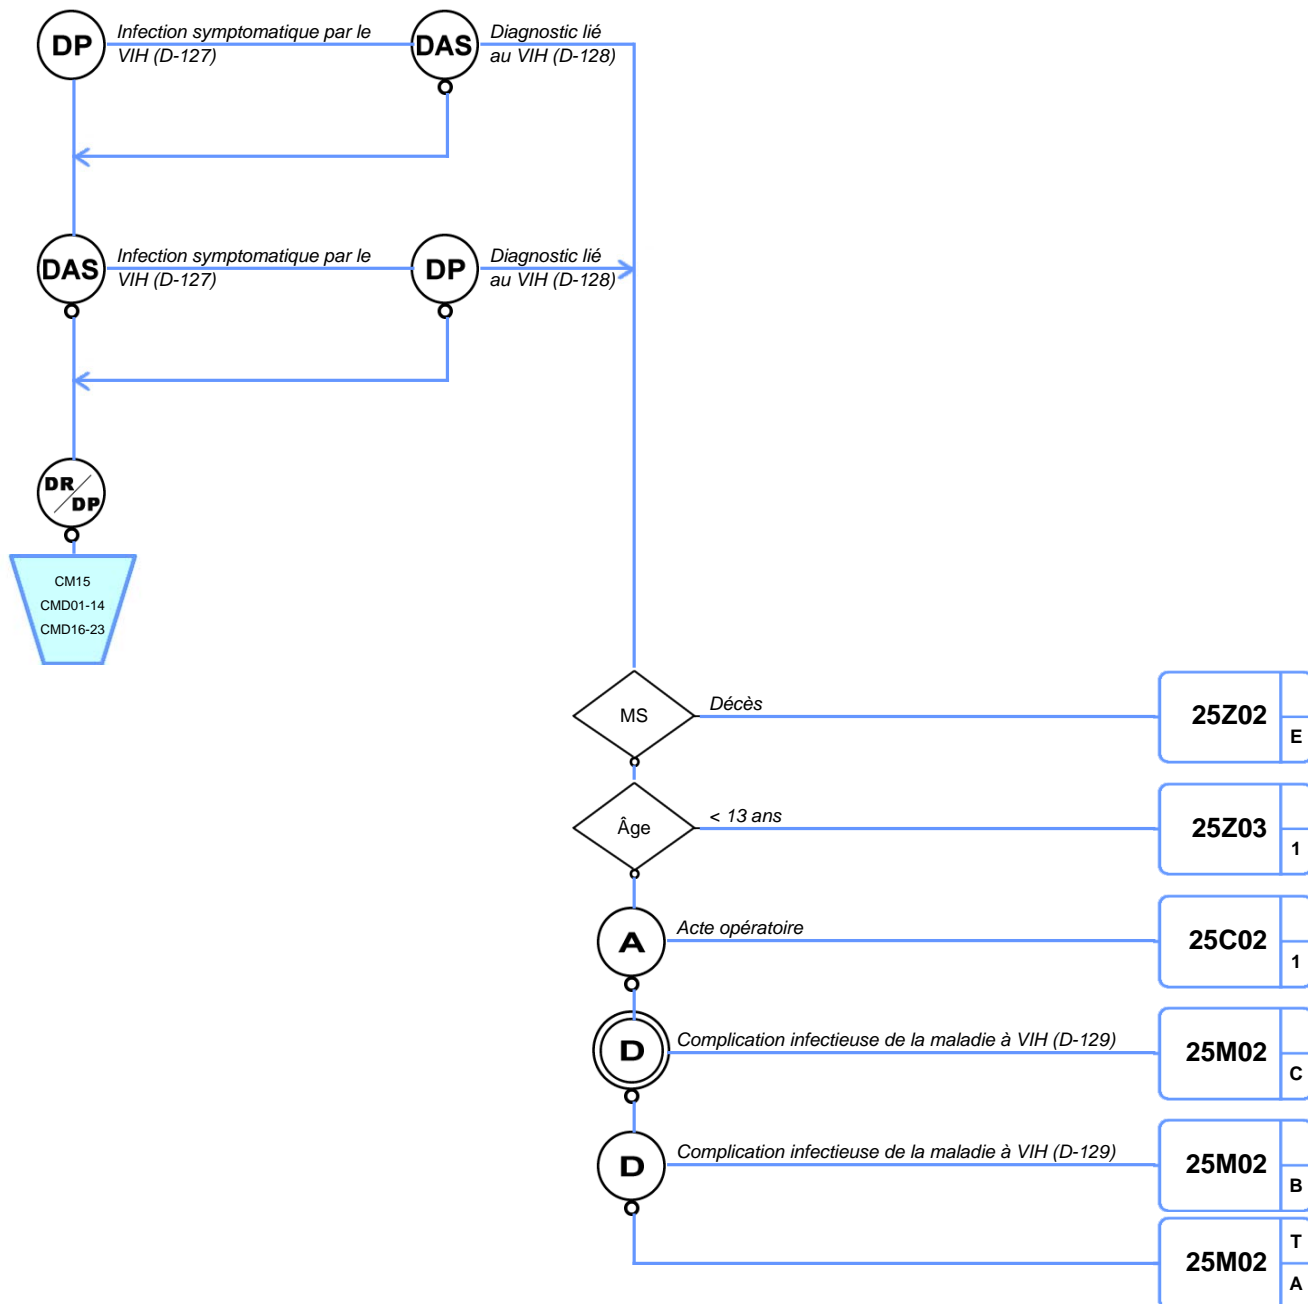 DP
Infection symptomatique par le
VIH (D-127)
DAS
Diagnostic lié
au VIH (D-128)
DAS
Infection symptomatique par le
VIH (D-127)
DP
Diagnostic lié
au VIH (D-128)
DR
DP
CM15
CMD01-14
CMD16-23
MS
Décès
25Z02
E
Âge
< 13 ans
25Z03
1
A
Acte opératoire
25C02
1
D
Complication infectieuse de la maladie à VIH (D-129)
25M02
C
D
Complication infectieuse de la maladie à VIH (D-129)
25M02
B
25M02
T
A